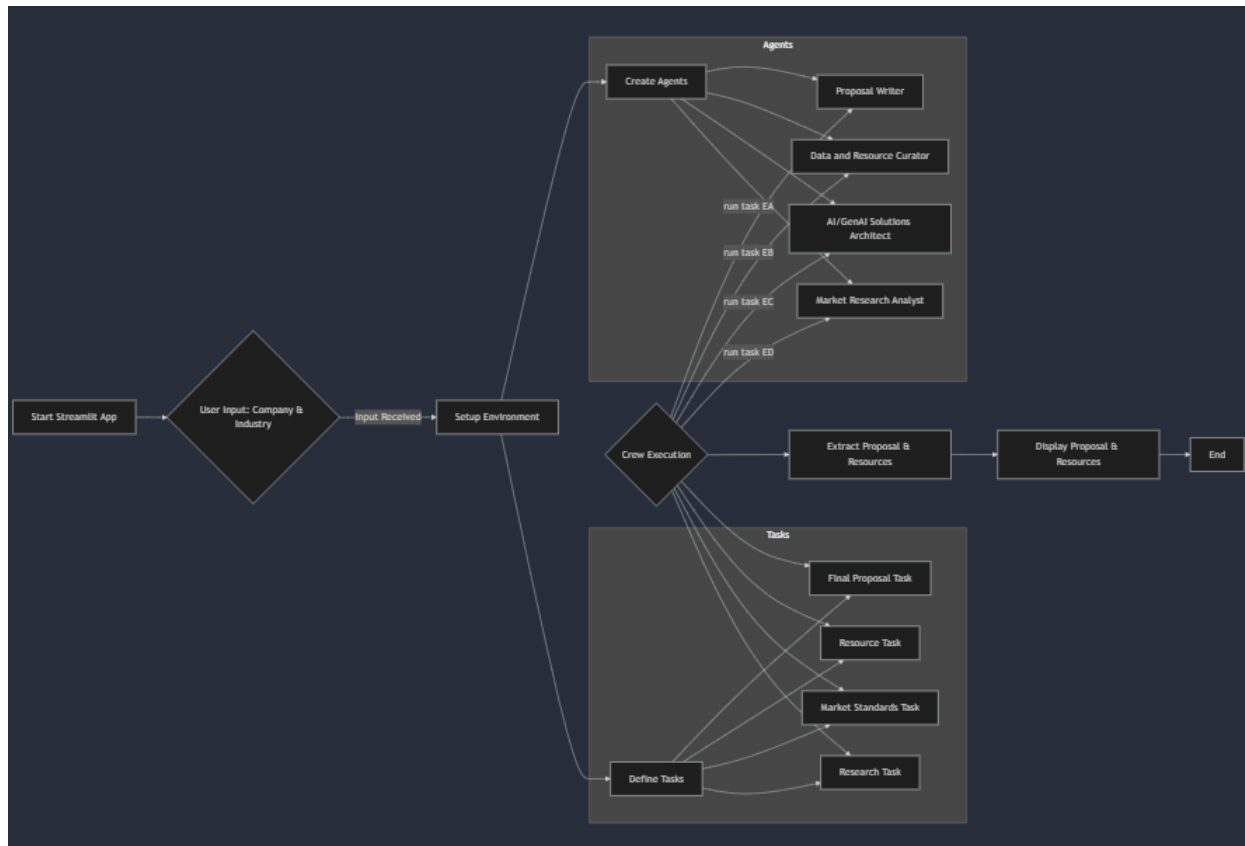 Agents
Create Agents
Proposal Writer
Data and Resource Curator
run task EA
AI/GenAI Solutions
Architect
run task EB
run task EC
Market Research Analyst
run task ED
Start Streamlit App
User Input: Company &
Industry
Input Received
Setup Environment
Crew Execution
Extract Proposal &
Resources
Display Proposal &
Resources
End
Tasks
Final Proposal Task
Resource Task
Market Standards Task
Define Tasks
Research Task